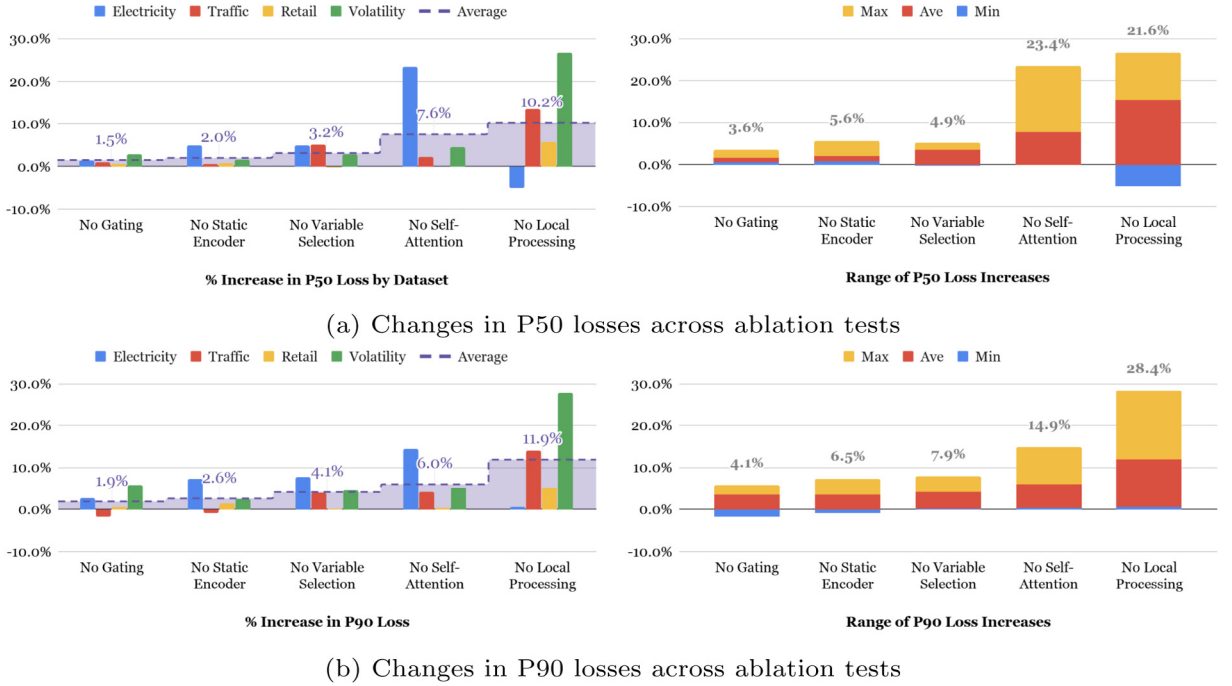 Electricity Traffic Retail Volatility Average
30.0%
20.0%
10.0%
0.0%
-10.0%
1.5%
2.0%
3.2%
7.6%
10.2%
No Gating
No Static Encoder
No Variable Selection
No Self-Attention
No Local Processing
% Increase in P50 Loss by Dataset
Max Ave Min
30.0%
20.0%
10.0%
0.0%
-10.0%
3.6%
5.6%
4.9%
23.4%
21.6%
No Gating
No Static Encoder
No Variable Selection
No Self-Attention
No Local Processing
Range of P50 Loss Increases
(a) Changes in P50 losses across ablation tests
Electricity Traffic Retail Volatility Average
30.0%
20.0%
10.0%
0.0%
-10.0%
1.9%
2.6%
4.1%
6.0%
11.9%
No Gating
No Static Encoder
No Variable Selection
No Self-Attention
No Local Processing
% Increase in P90 Loss
Max Ave Min
30.0%
20.0%
10.0%
0.0%
-10.0%
4.1%
6.5%
7.9%
14.9%
28.4%
No Gating
No Static Encoder
No Variable Selection
No Self-Attention
No Local Processing
Range of P90 Loss Increases
(b) Changes in P90 losses across ablation tests